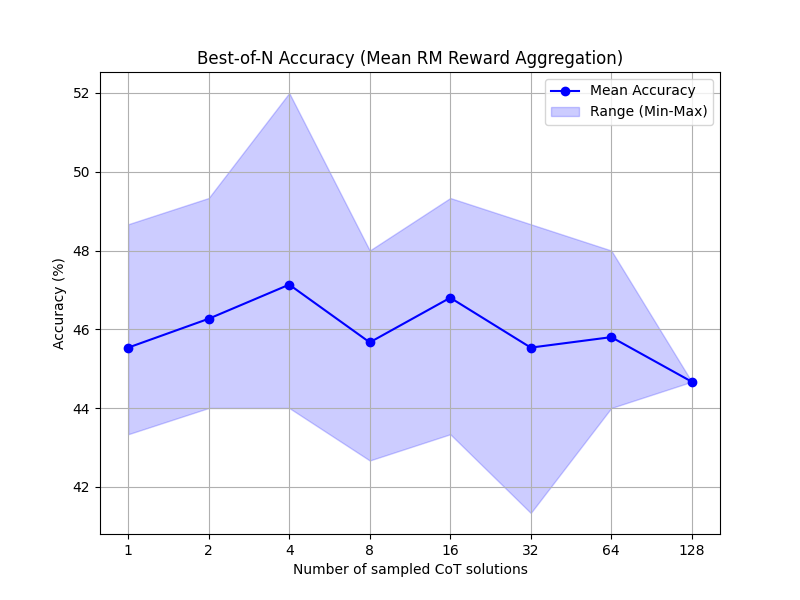 Best-of-N Accuracy (Mean RM Reward Aggregation)
Mean Accuracy
Range (Min-Max)
Accuracy (%)
52
50
48
46
44
42
1 2 4 8 16 32 64 128
Number of sampled CoT solutions